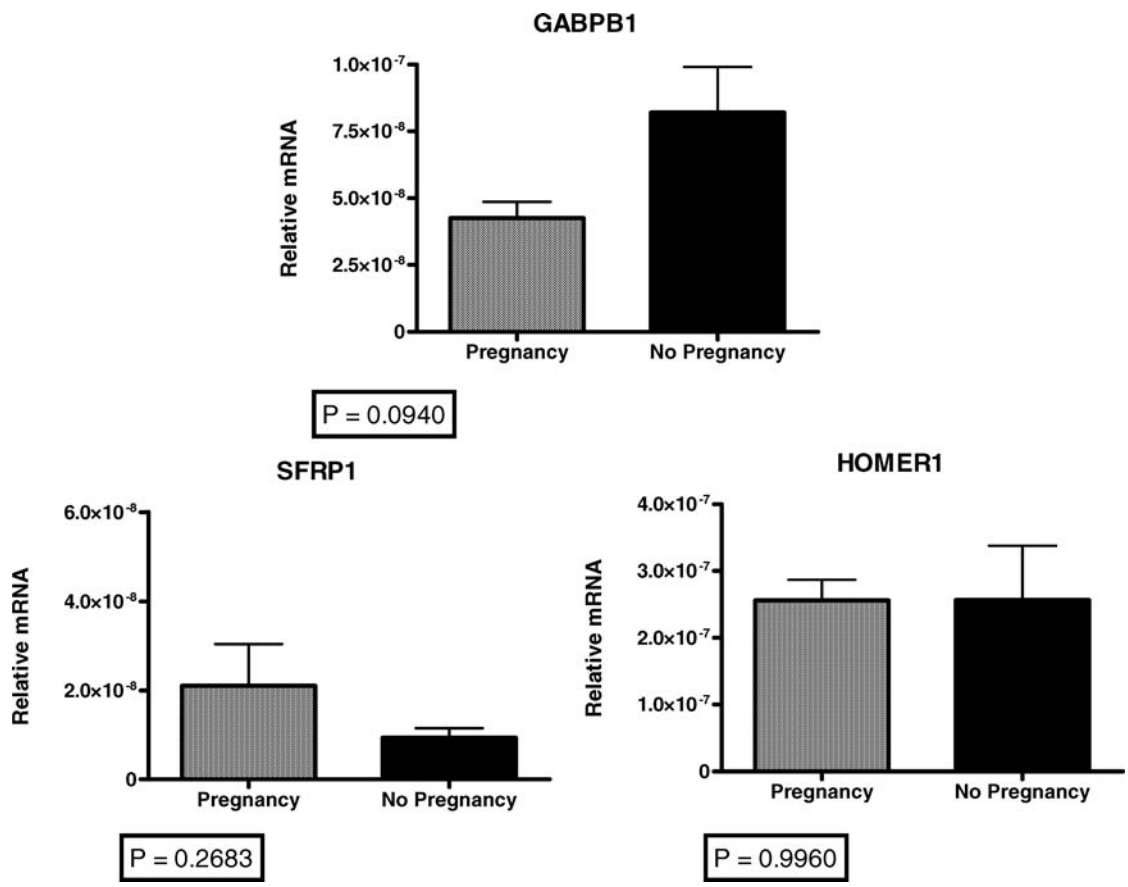 GABPB1
Relative mRNA
1.0×10⁻⁷
7.5×10⁻⁸
5.0×10⁻⁸
2.5×10⁻⁸
0
Pregnancy No Pregnancy
P = 0.0940
SFRP1
Relative mRNA
6.0×10⁻⁸
4.0×10⁻⁸
2.0×10⁻⁸
0
Pregnancy No Pregnancy
P = 0.2683
HOMER1
Relative mRNA
4.0×10⁻⁷
3.0×10⁻⁷
2.0×10⁻⁷
1.0×10⁻⁷
0
Pregnancy No Pregnancy
P = 0.9960